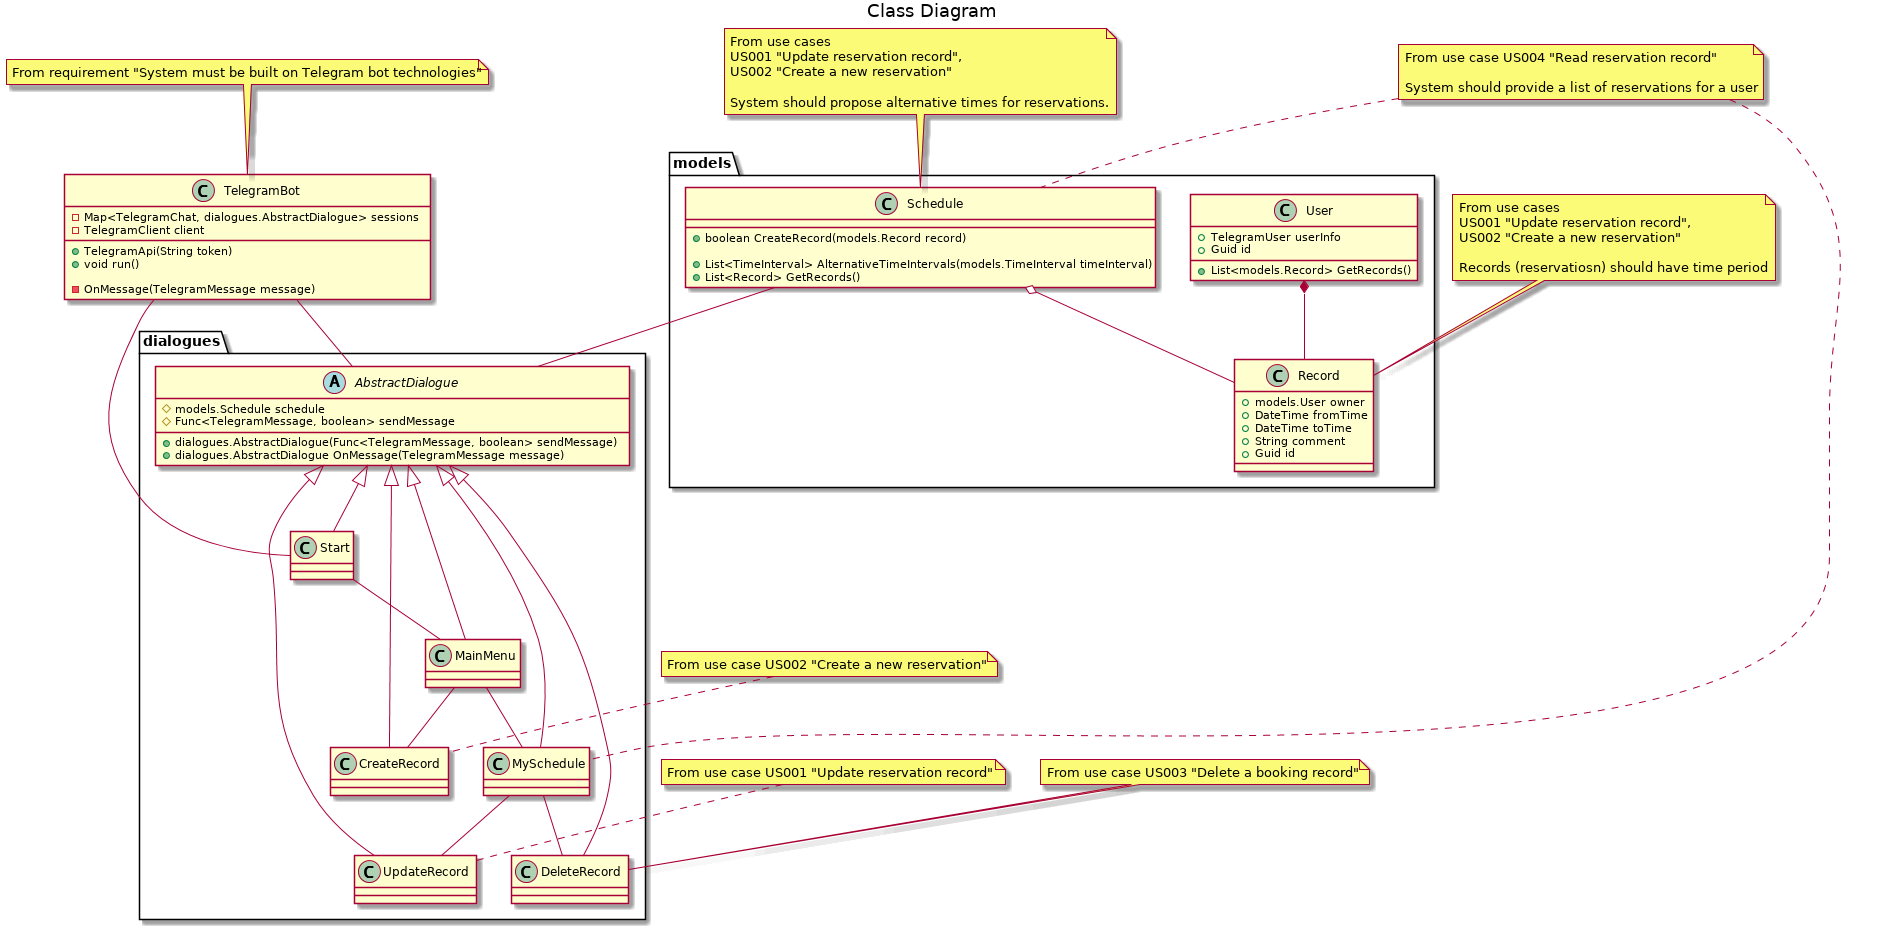 Class Diagram
From requirement "System must be built on Telegram bot technologies"
From use cases
US001 "Update reservation record",
US002 "Create a new reservation"
System should propose alternative times for reservations.
From use case US004 "Read reservation record"
System should provide a list of reservations for a user
models
C TelegramBot
Map<TelegramChat, dialogues.AbstractDialogue> sessions
TelegramClient client
TelegramApi(String token)
void run()
OnMessage(TelegramMessage message)
C Schedule
boolean CreateRecord(models.Record record)
List<TimeInterval> AlternativeTimeIntervals(models.TimeInterval timeInterval)
List<Record> GetRecords()
C User
TelegramUser userInfo
Guid id
List<models.Record> GetRecords()
From use cases
US001 "Update reservation record",
US002 "Create a new reservation"
Records (reservatiosn) should have time period
dialogues
A AbstractDialogue
models.Schedule schedule
Func<TelegramMessage, boolean> sendMessage
dialogues.AbstractDialogue(Func<TelegramMessage, boolean> sendMessage)
dialogues.AbstractDialogue OnMessage(TelegramMessage message)
C Record
models.User owner
DateTime fromTime
DateTime toTime
String comment
Guid id
C Start
C MainMenu
From use case US002 "Create a new reservation"
C CreateRecord
C MySchedule
From use case US001 "Update reservation record"
From use case US003 "Delete a booking record"
C UpdateRecord
C DeleteRecord